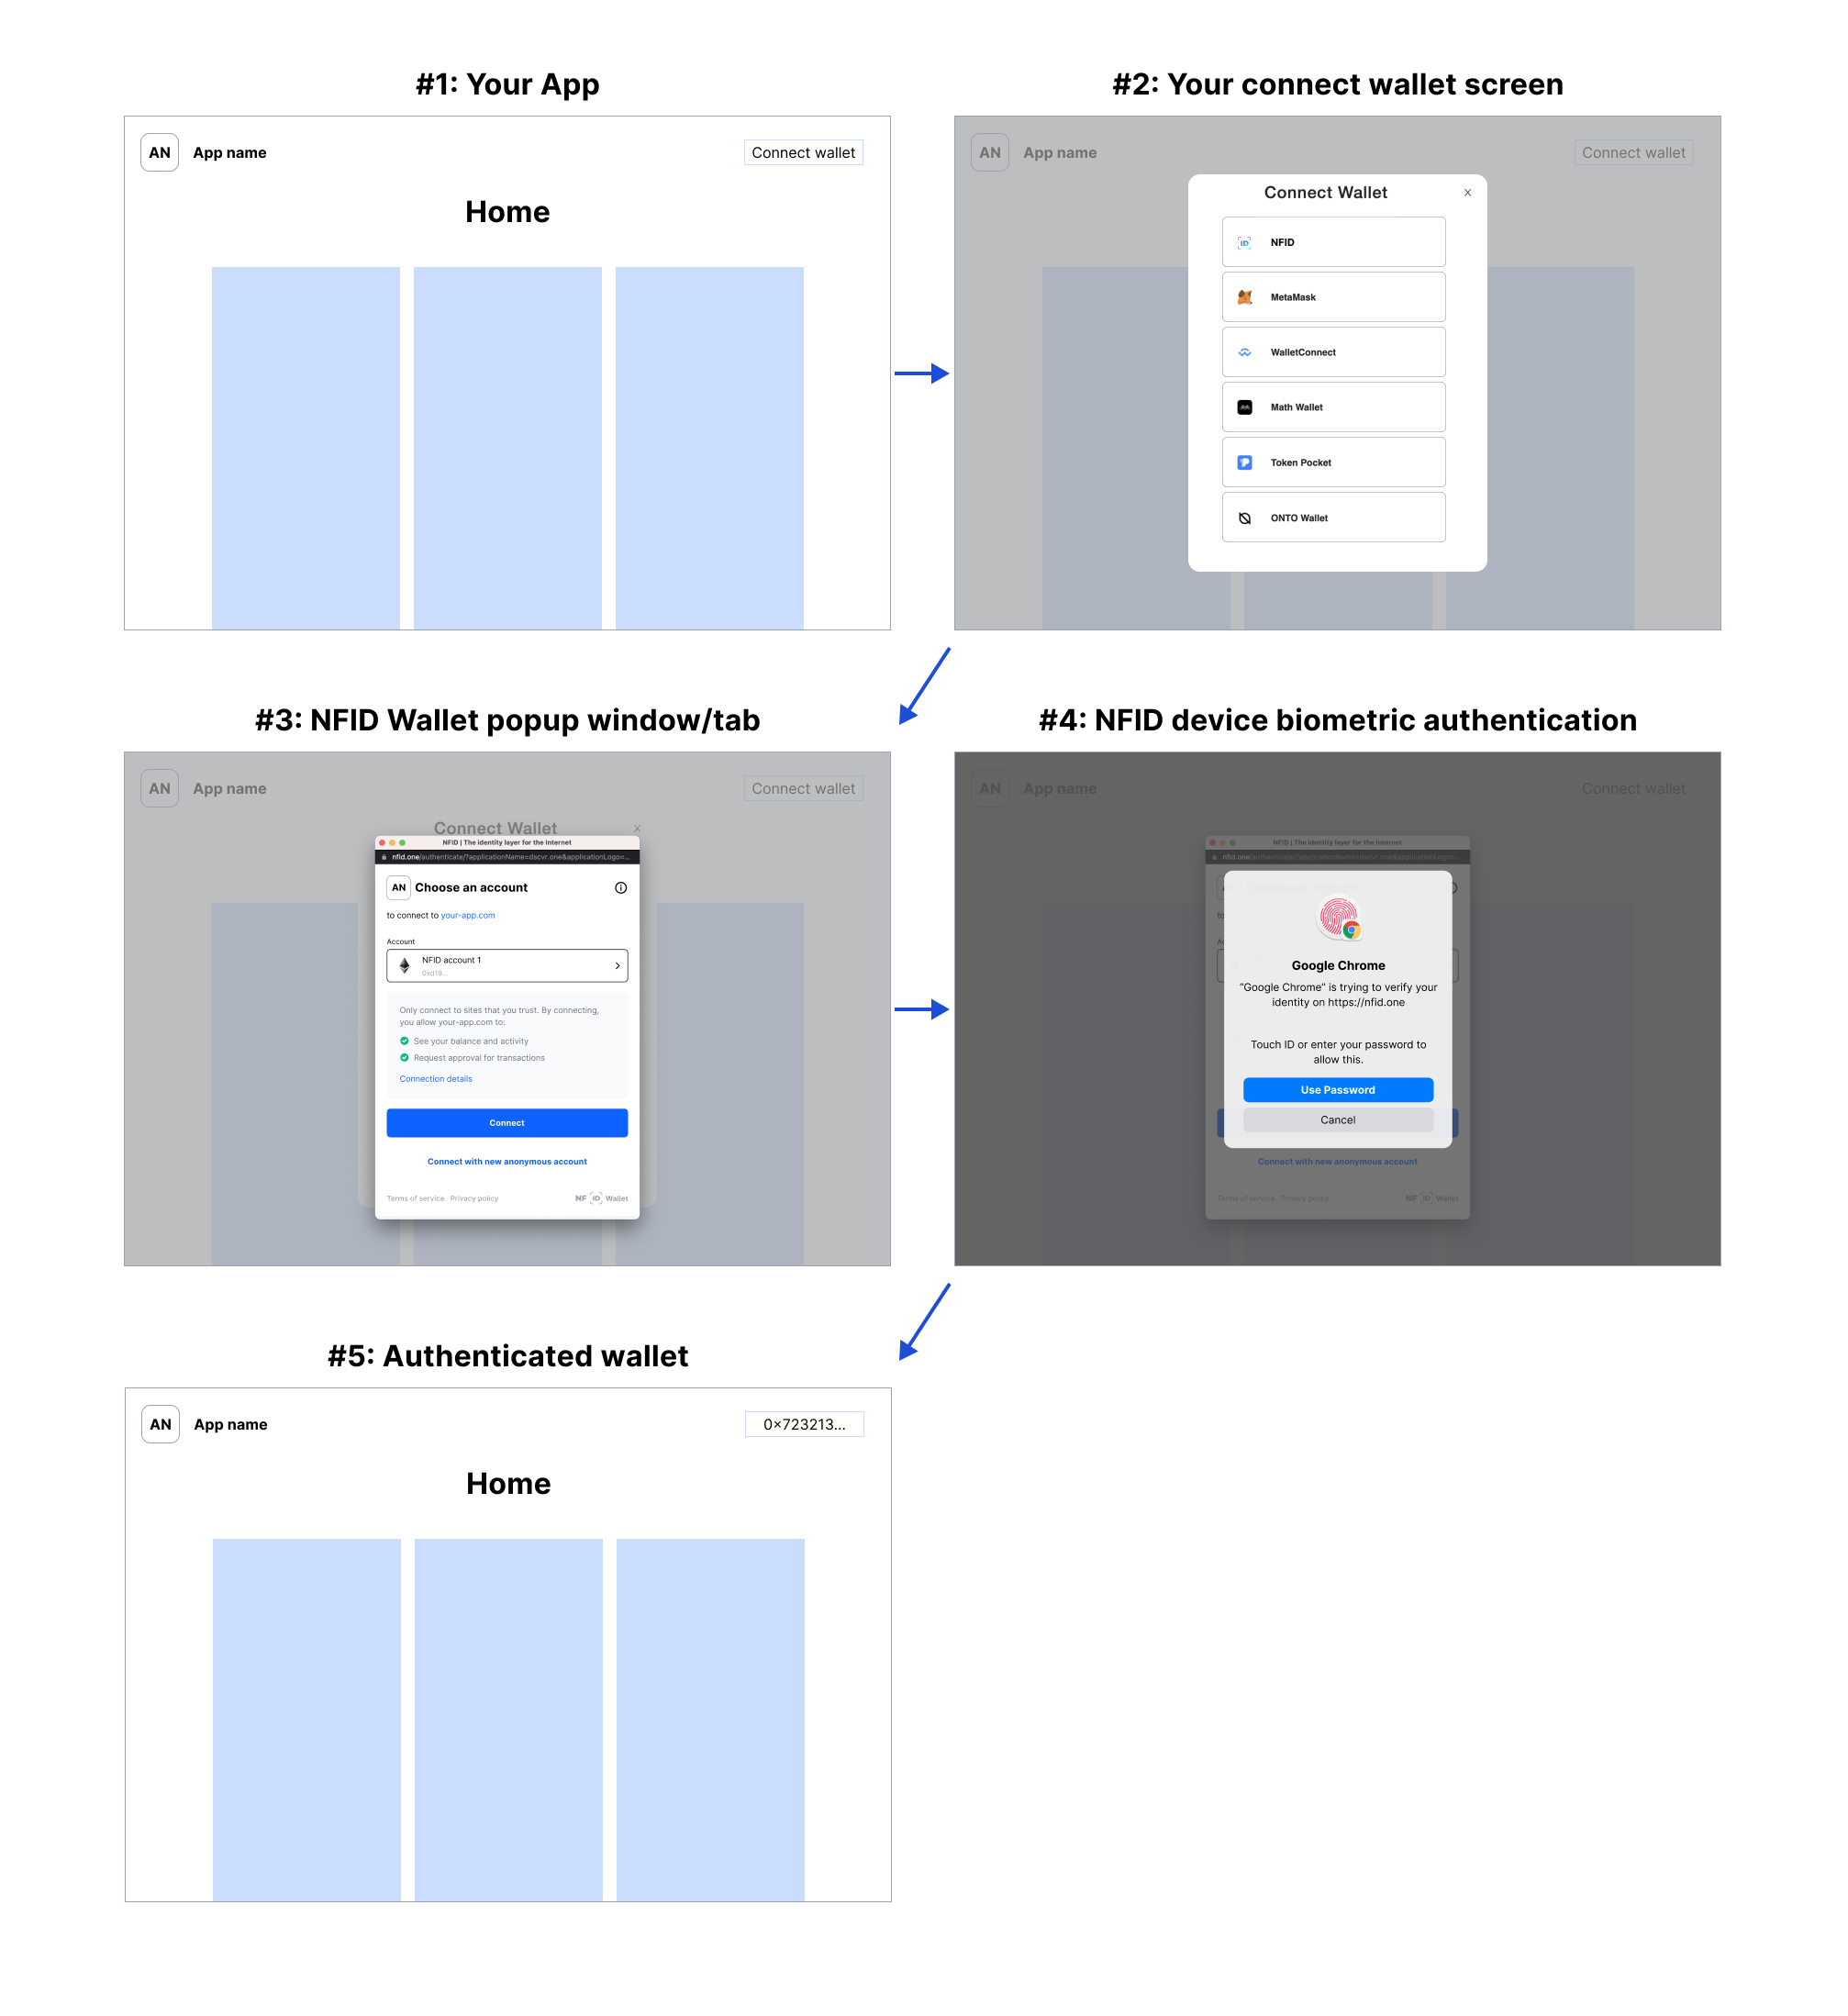 #1: Your App
AN
App name
Connect wallet
Home
#2: Your connect wallet screen
AN
App name
Connect wallet
Connect Wallet
X
NFID
MetaMask
WalletConnect
Math Wallet
Token Pocket
ONTO Wallet
#3: NFID Wallet popup window/tab
AN
App name
Connect wallet
Connect Wallet
X
NFID | The identity layer for the Internet
nfid.one/authenticate/?applicationName=dscvr.one&applicationLogo=...
AN
Choose an account
to connect to your-app.com
Account
NFID account 1
0xd19...
Only connect to sites that you trust. By connecting,
you allow your-app.com to:
See your balance and activity
Request approval for transactions
Connection details
Connect
Connect with new anonymous account
Terms of service Privacy policy
NF ID Wallet
#4: NFID device biometric authentication
AN
App name
Connect wallet
NFID | The identity layer for the Internet
nfid.one/authenticate/?applicationName=dscvr.one&applicationLogo=...
Google Chrome
"Google Chrome" is trying to verify your
identity on https://nfid.one
Touch ID or enter your password to
allow this.
Use Password
Cancel
Connect with new anonymous account
Terms of service Privacy policy
NF ID Wallet
#5: Authenticated wallet
AN
App name
0×723213...
Home